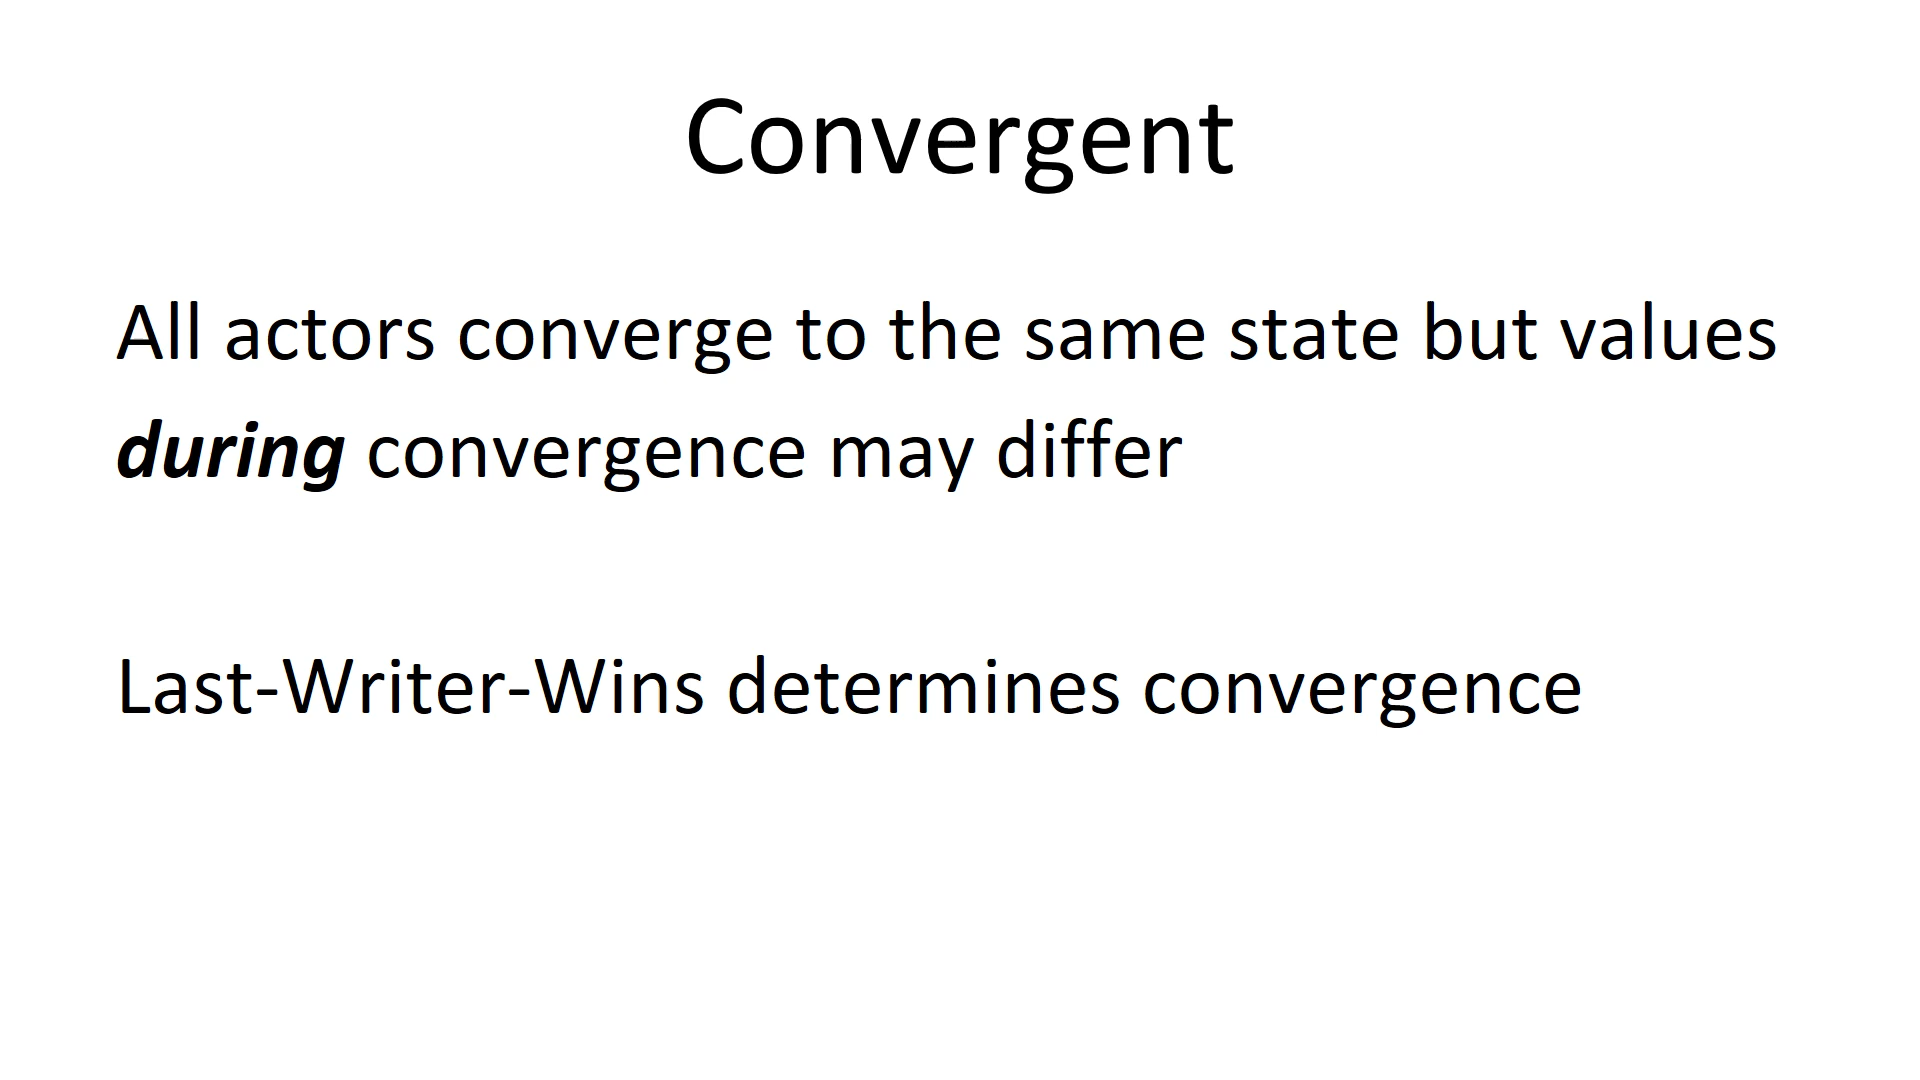 Convergent
All actors converge to the same state but values
during convergence may differ
Last-Writer-Wins determines convergence